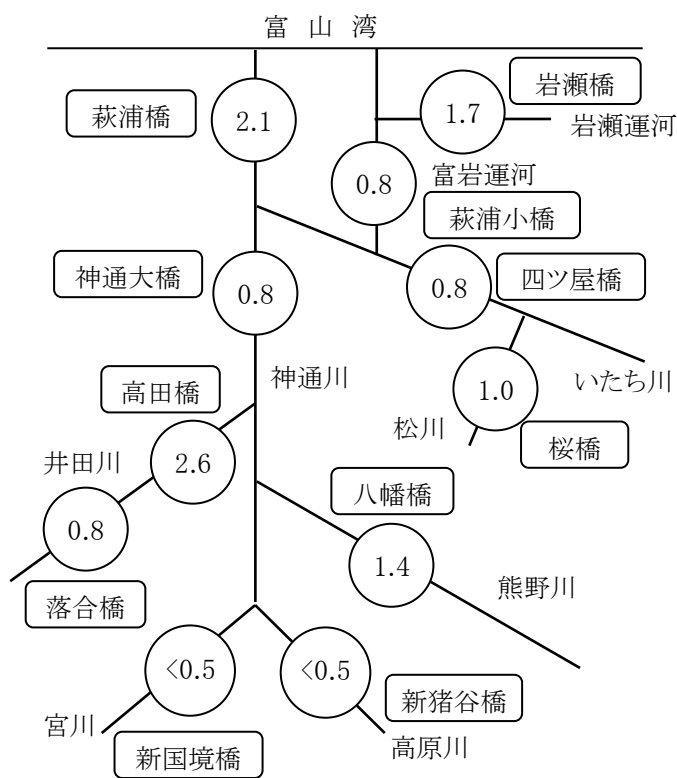 富山湾
岩瀬橋
萩浦橋
2.1
1.7
岩瀬運河
0.8
富岩運河
萩浦小橋
神通大橋
0.8
0.8
四ツ屋橋
神通川
高田橋
1.0
いたち川
松川
桜橋
井田川
2.6
八幡橋
0.8
1.4
熊野川
落合橋
<0.5
<0.5
新猪谷橋
宮川
新国境橋
高原川